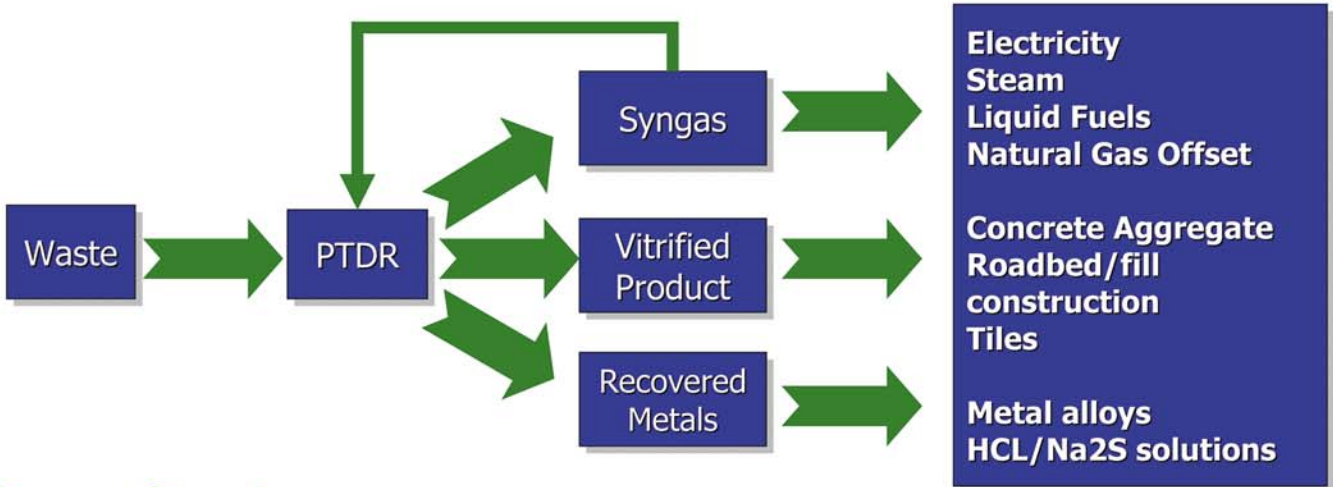 Waste
PTDR
Syngas
Vitrified
Product
Recovered
Metals
Electricity
Steam
Liquid Fuels
Natural Gas Offset
Concrete Aggregate
Roadbed/fill
construction
Tiles
Metal alloys
HCL/Na2S solutions